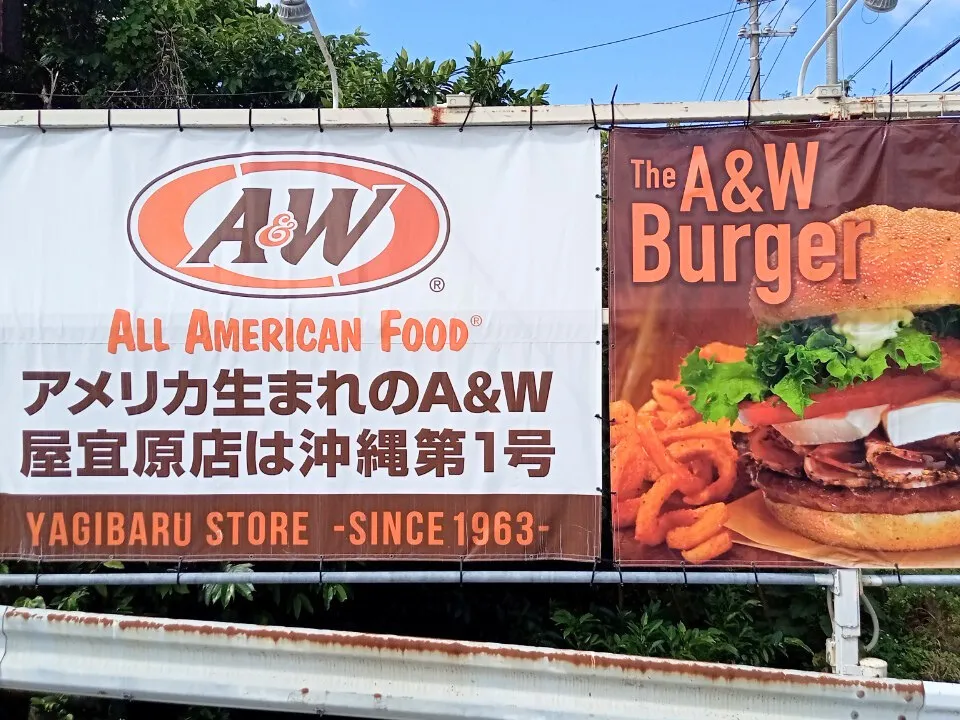 A&W®
ALL AMERICAN FOOD®
アメリカ生まれのA&W
屋宜原店は沖縄第1号
YAGIBARU STORE -SINCE 1963-
The A&W
Burger